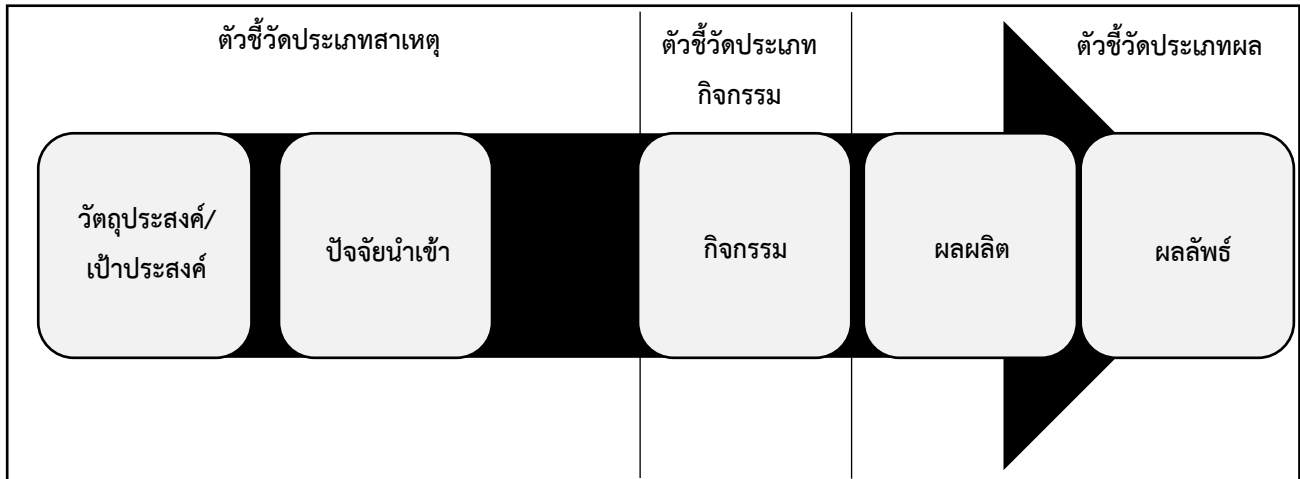 ตัวชี้วัดประเภทสาเหตุ
ตัวชี้วัดประเภท
กิจกรรม
ตัวชี้วัดประเภทผล
วัตถุประสงค์/
เป้าประสงค์
ปัจจัยนำเข้า
กิจกรรม
ผลผลิต
ผลลัพธ์